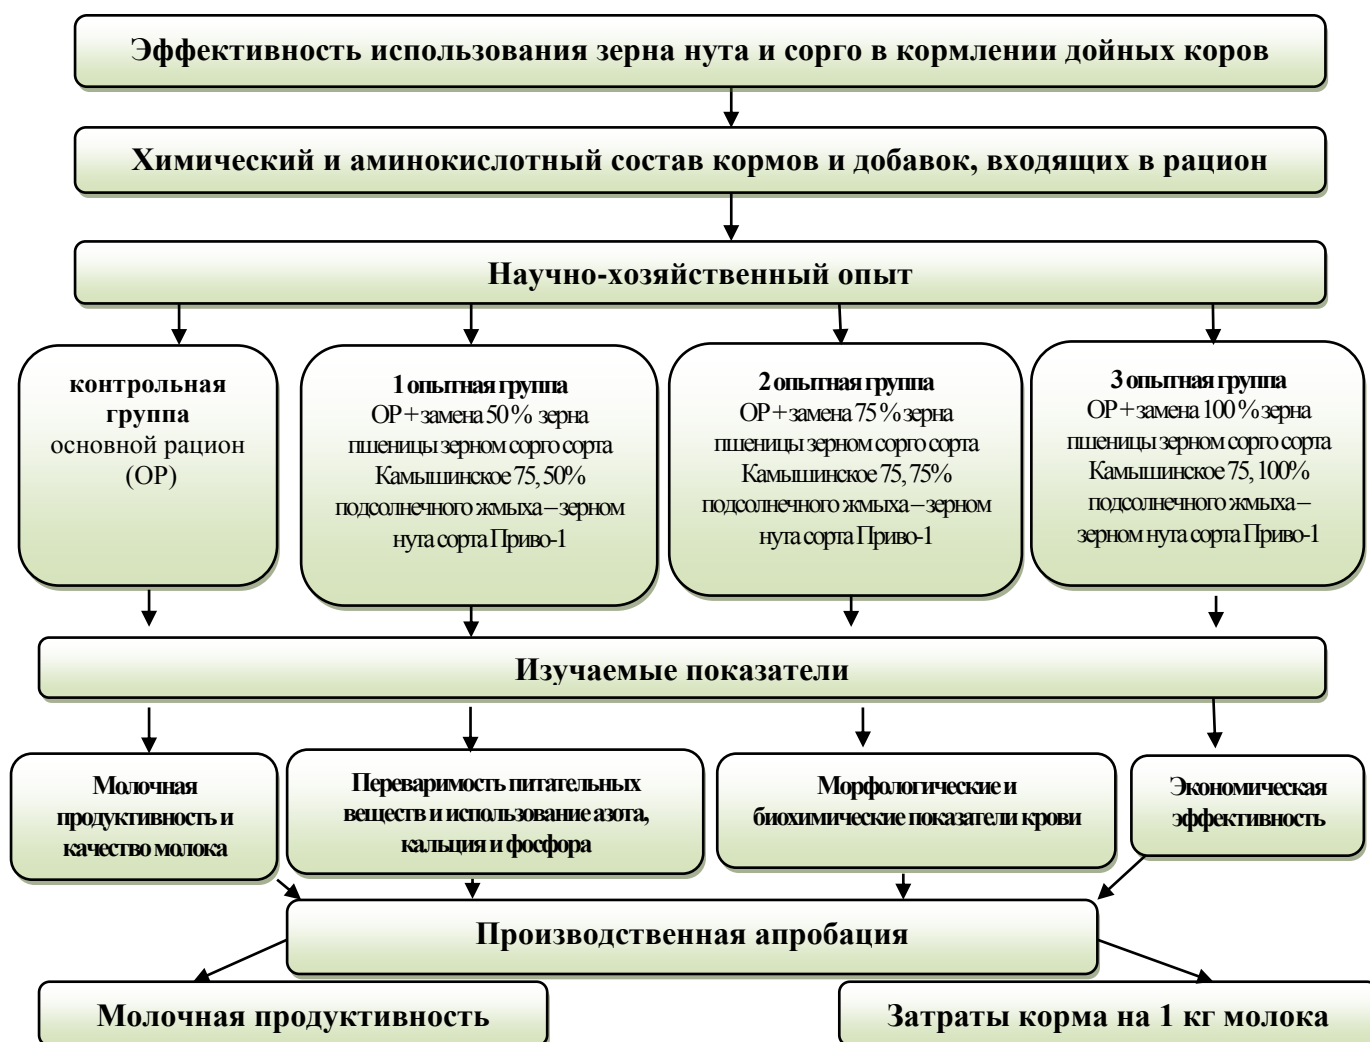 Эффективность использования зерна нута и сорго в кормлении дойных коров
Химический и аминокислотный состав кормов и добавок, входящих в рацион
Научно-хозяйственный опыт
контрольная
группа
основной рацион
(ОР)
1 опытная группа
ОР + замена 50 % зерна
пшеницы зерном сорго сорта
Камышинское 75, 50%
подсолнечного жмыха – зерном
нута сорта Приво-1
2 опытная группа
ОР + замена 75 % зерна
пшеницы зерном сорго сорта
Камышинское 75, 75%
подсолнечного жмыха – зерном
нута сорта Приво-1
3 опытная группа
ОР + замена 100 % зерна
пшеницы зерном сорго сорта
Камышинское 75, 100%
подсолнечного жмыха –
зерном нута сорта Приво-1
Изучаемые показатели
Молочная
продуктивность и
качество молока
Переваримость питательных
веществ и использование азота,
кальция и фосфора
Морфологические и
биохимические показатели крови
Экономическая
эффективность
Производственная апробация
Молочная продуктивность
Затраты корма на 1 кг молока